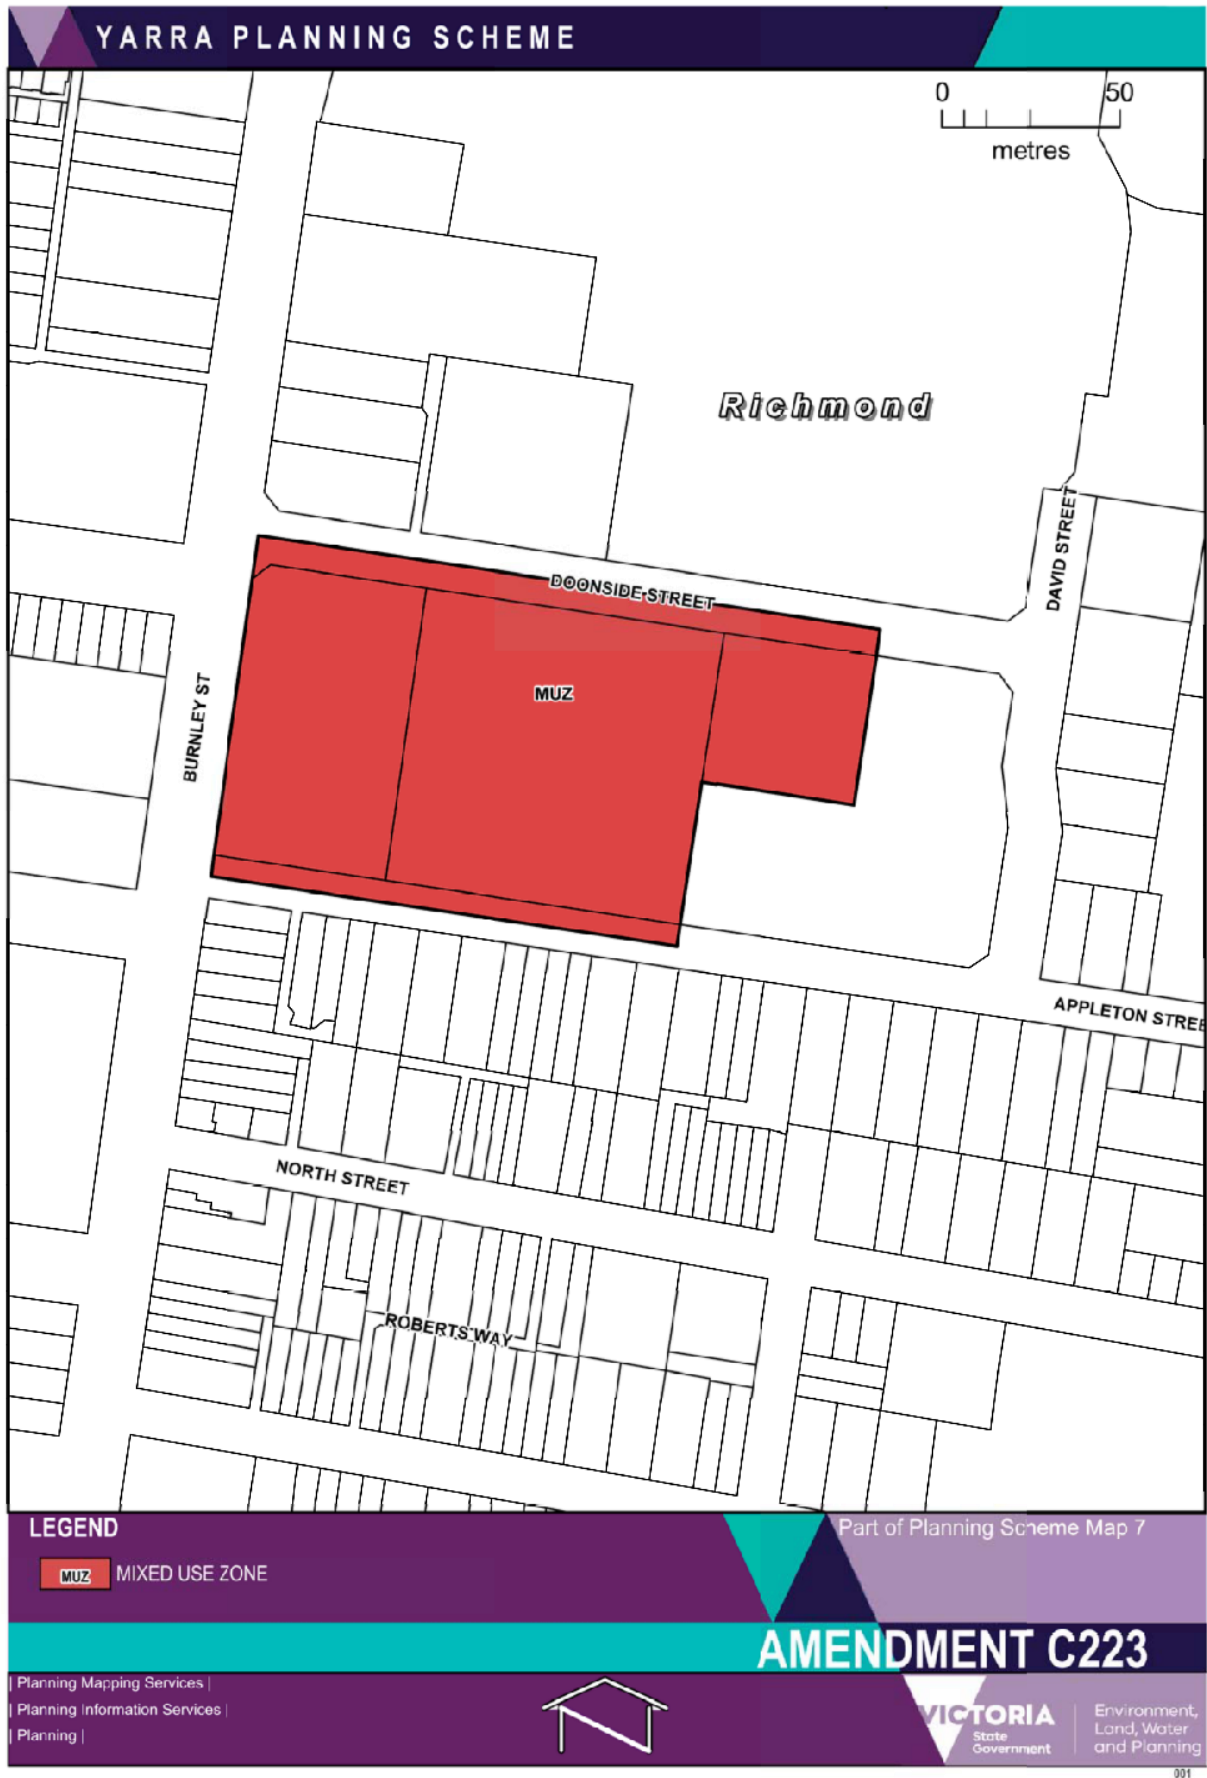 YARRA PLANNING SCHEME
0 50
metres
Richmond
DAVID STREET
DOONSIDE STREET
MUZ
BURNLEY ST
APPLETON STREE
NORTH STREET
ROBERTS WAY
LEGEND
Part of Planning Scheme Map 7
MUZ MIXED USE ZONE
AMENDMENT C223
| Planning Mapping Services |
| Planning Information Services |
| Planning |
VICTORIA
State
Government
Environment,
Land, Water
and Planning
001